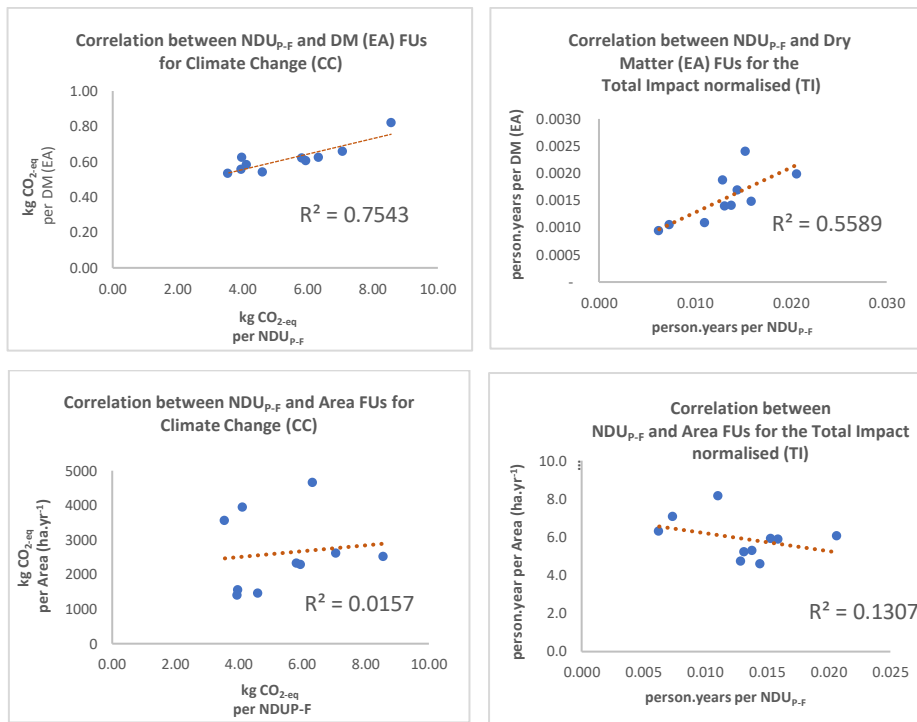 Correlation between NDU_P-F and DM (EA) FUs
for Climate Change (CC)
kg CO2-eq
per DM (EA)
1.00
0.80
0.60
0.40
0.20
0.00
R² = 0.7543
0.00 2.00 4.00 6.00 8.00 10.00
kg CO2-eq
per NDU_P-F
Correlation between NDU_P-F and Dry
Matter (EA) FUs for the
Total Impact normalised (TI)
person.years per DM (EA)
0.0030
0.0025
0.0020
0.0015
0.0010
0.0005
-
R² = 0.5589
0.000 0.010 0.020 0.030
person.years per NDU_P-F
Correlation between NDU_P-F and Area FUs for
Climate Change (CC)
kg CO2-eq
per Area (ha.yr⁻¹)
5000
4000
3000
2000
1000
0
R² = 0.0157
0.00 2.00 4.00 6.00 8.00 10.00
kg CO2-eq
per NDUP-F
Correlation between
NDU_P-F and Area FUs for the Total Impact
normalised (TI)
person.year per Area (ha.yr⁻¹)
10.0
8.0
6.0
4.0
2.0
0.0
R² = 0.1307
0.000 0.005 0.010 0.015 0.020 0.025
person.years per NDU_P-F